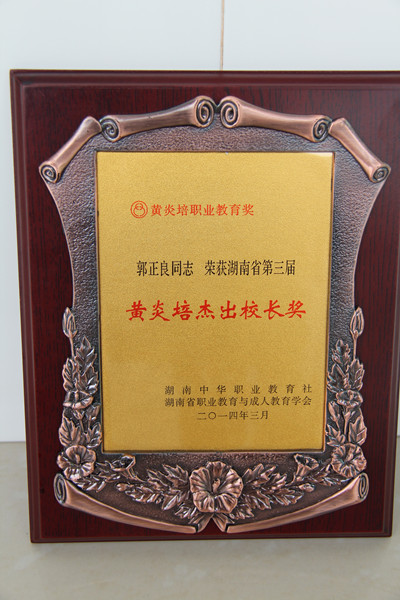 黄炎培职业教育奖
郭正良同志 荣获湖南省第三届
黄炎培杰出校长奖
湖南中华职业教育社
湖南省职业教育与成人教育学会
二〇一四年三月